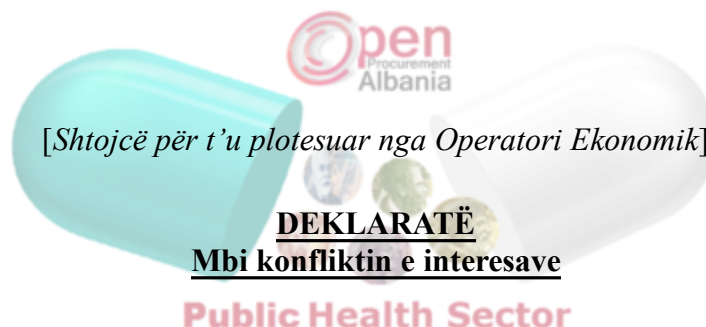 Open
Procurement
Albania
[Shtojcë për t’u plotesuar nga Operatori Ekonomik]
DEKLARATË
Mbi konfliktin e interesave
Public Health Sector